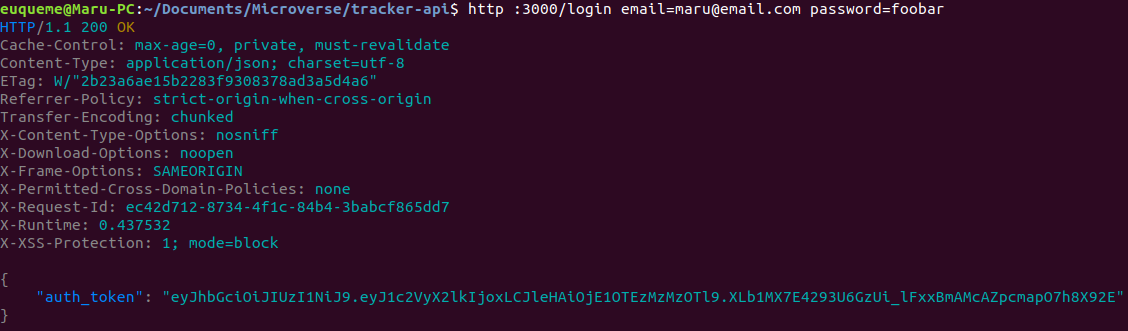 euqueme@Maru-PC:~/Documents/Microverse/tracker-api$ http :3000/login email=maru@email.com password=foobar
HTTP/1.1 200 OK
Cache-Control: max-age=0, private, must-revalidate
Content-Type: application/json; charset=utf-8
ETag: W/"2b23a6ae15b2283f9308378ad3a5d4a6"
Referrer-Policy: strict-origin-when-cross-origin
Transfer-Encoding: chunked
X-Content-Type-Options: nosniff
X-Download-Options: noopen
X-Frame-Options: SAMEORIGIN
X-Permitted-Cross-Domain-Policies: none
X-Request-Id: ec42d712-8734-4f1c-84b4-3babcf865dd7
X-Runtime: 0.437532
X-XSS-Protection: 1; mode=block
{
    "auth_token": "eyJhbGciOiJIUzI1NiJ9.eyJ1c2VyX2lkIjoxLCJleHAiOjE1OTEzMzMzOTl9.XLb1MX7E4293U6GzUi_lFxxBmAMcAZpcmapO7h8X92E"
}